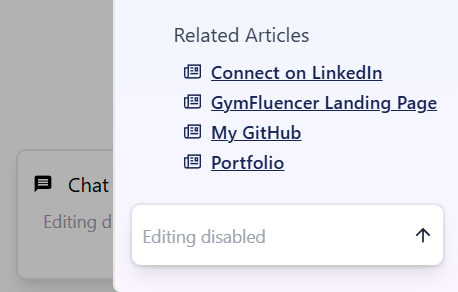 Related Articles
Connect on LinkedIn
GymFluencer Landing Page
My GitHub
Portfolio
Chat
Editing d
Editing disabled